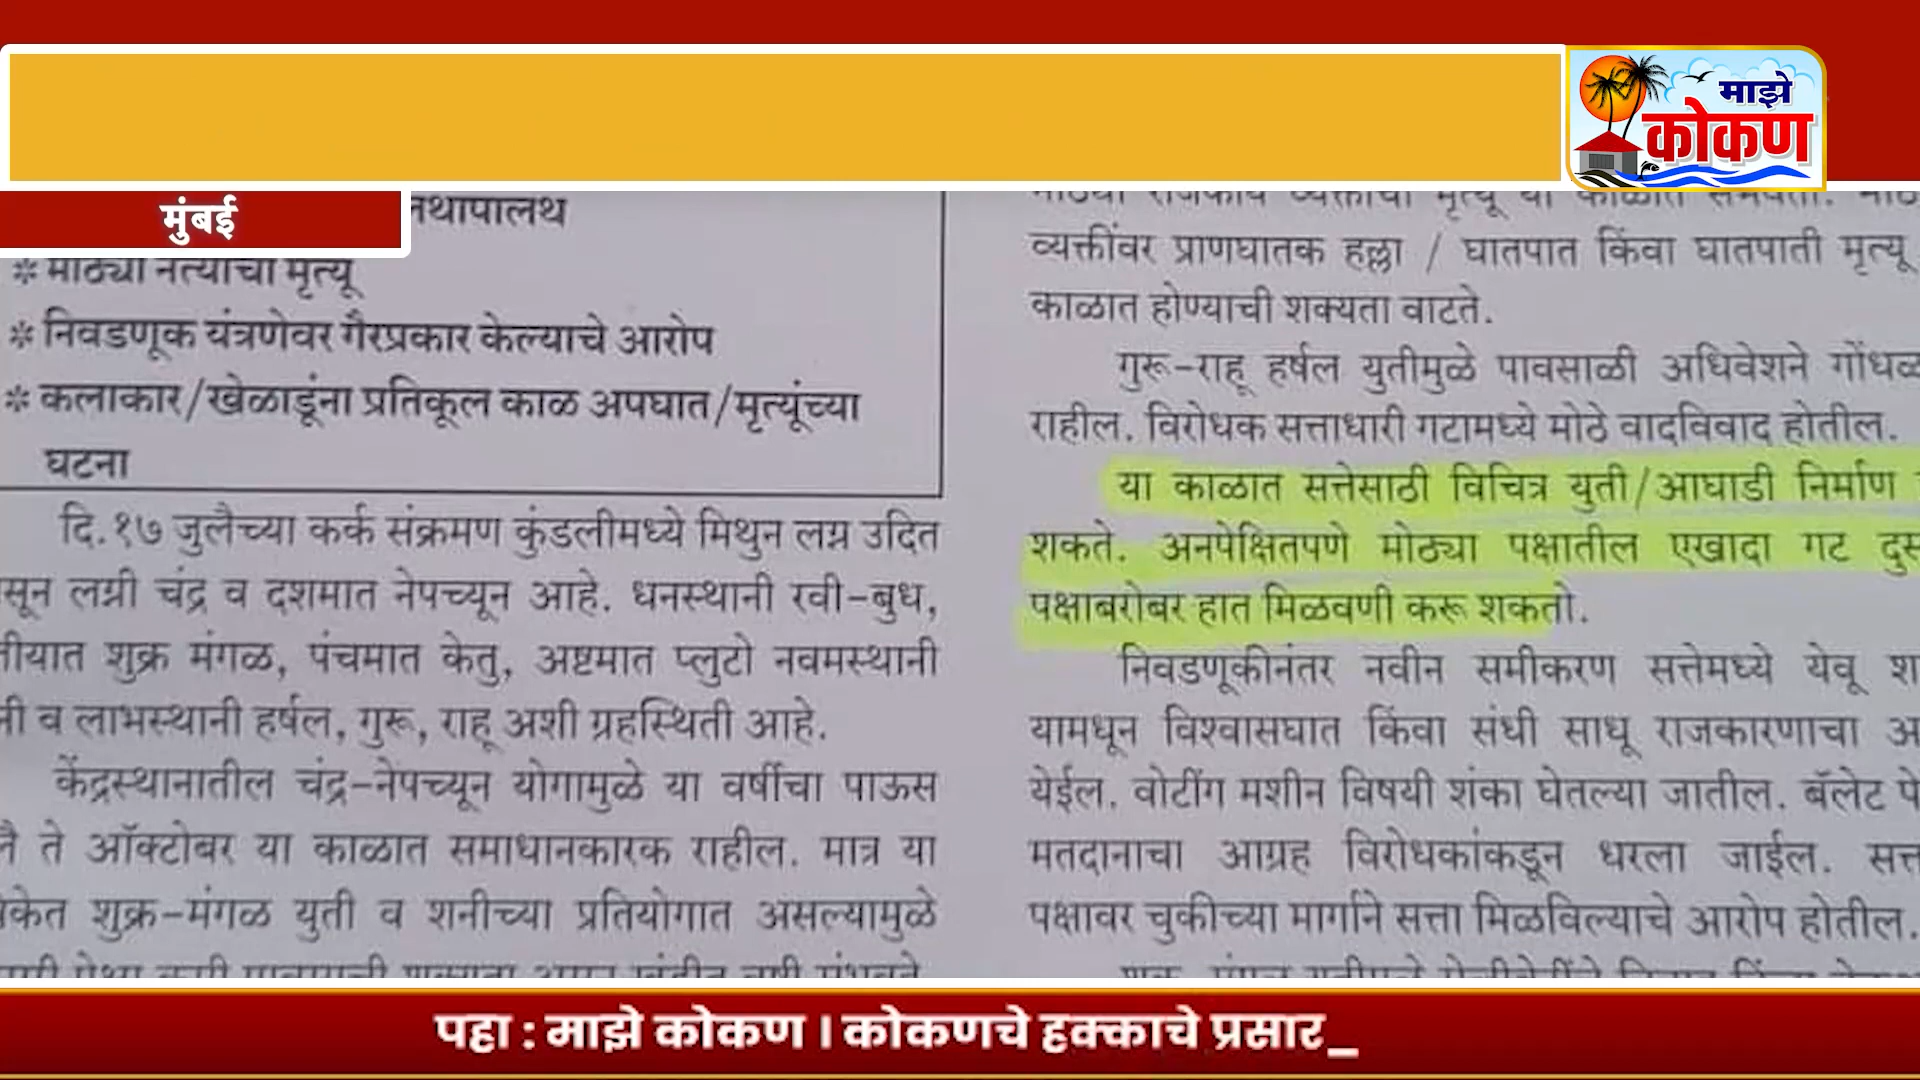 माझे
कोकण
मुंबई
तथापालथ
* मोठ्या नेत्याचा मृत्यू
* निवडणूक यंत्रणेवर गैरप्रकार केल्याचे आरोप
* कलाकार/खेळाडूंना प्रतिकूल काळ अपघात/मृत्यूंच्या
घटना
दि.१७ जुलैच्या कर्क संक्रमण कुंडलीमध्ये मिथुन लग्न उदित
सून लग्नी चंद्र व दशमात नेपच्यून आहे. धनस्थानी रवी-बुध,
तीयात शुक्र मंगळ, पंचमात केतु, अष्टमात प्लुटो नवमस्थानी
नी व लाभस्थानी हर्षल, गुरू, राहू अशी ग्रहस्थिती आहे.
केंद्रस्थानातील चंद्र-नेपच्यून योगामुळे या वर्षीचा पाऊस
ते ऑक्टोबर या काळात समाधानकारक राहील. मात्र या
केत शुक्र-मंगळ युती व शनीच्या प्रतियोगात असल्यामुळे
व्यक्तींवर प्राणघातक हल्ला / घातपात किंवा घातपाती मृत्यू
काळात होण्याची शक्यता वाटते.
गुरू-राहू हर्षल युतीमुळे पावसाळी अधिवेशने गोंधळ
राहील. विरोधक सत्ताधारी गटामध्ये मोठे वादविवाद होतील.
या काळात सत्तेसाठी विचित्र युती/आघाडी निर्माण
शकते. अनपेक्षितपणे मोठ्या पक्षातील एखादा गट दुस
पक्षाबरोबर हात मिळवणी करू शकतो.
निवडणूकीनंतर नवीन समीकरण सत्तेमध्ये येवू श
यामधून विश्वासघात किंवा संधी साधू राजकारणाचा अ
येईल. वोटींग मशीन विषयी शंका घेतल्या जातील. बॅलेट पे
मतदानाचा आग्रह विरोधकांकडून धरला जाईल. सत्त
पक्षावर चुकीच्या मार्गाने सत्ता मिळविल्याचे आरोप होतील.
पहा : माझे कोकण । कोकणचे हक्काचे प्रसार_